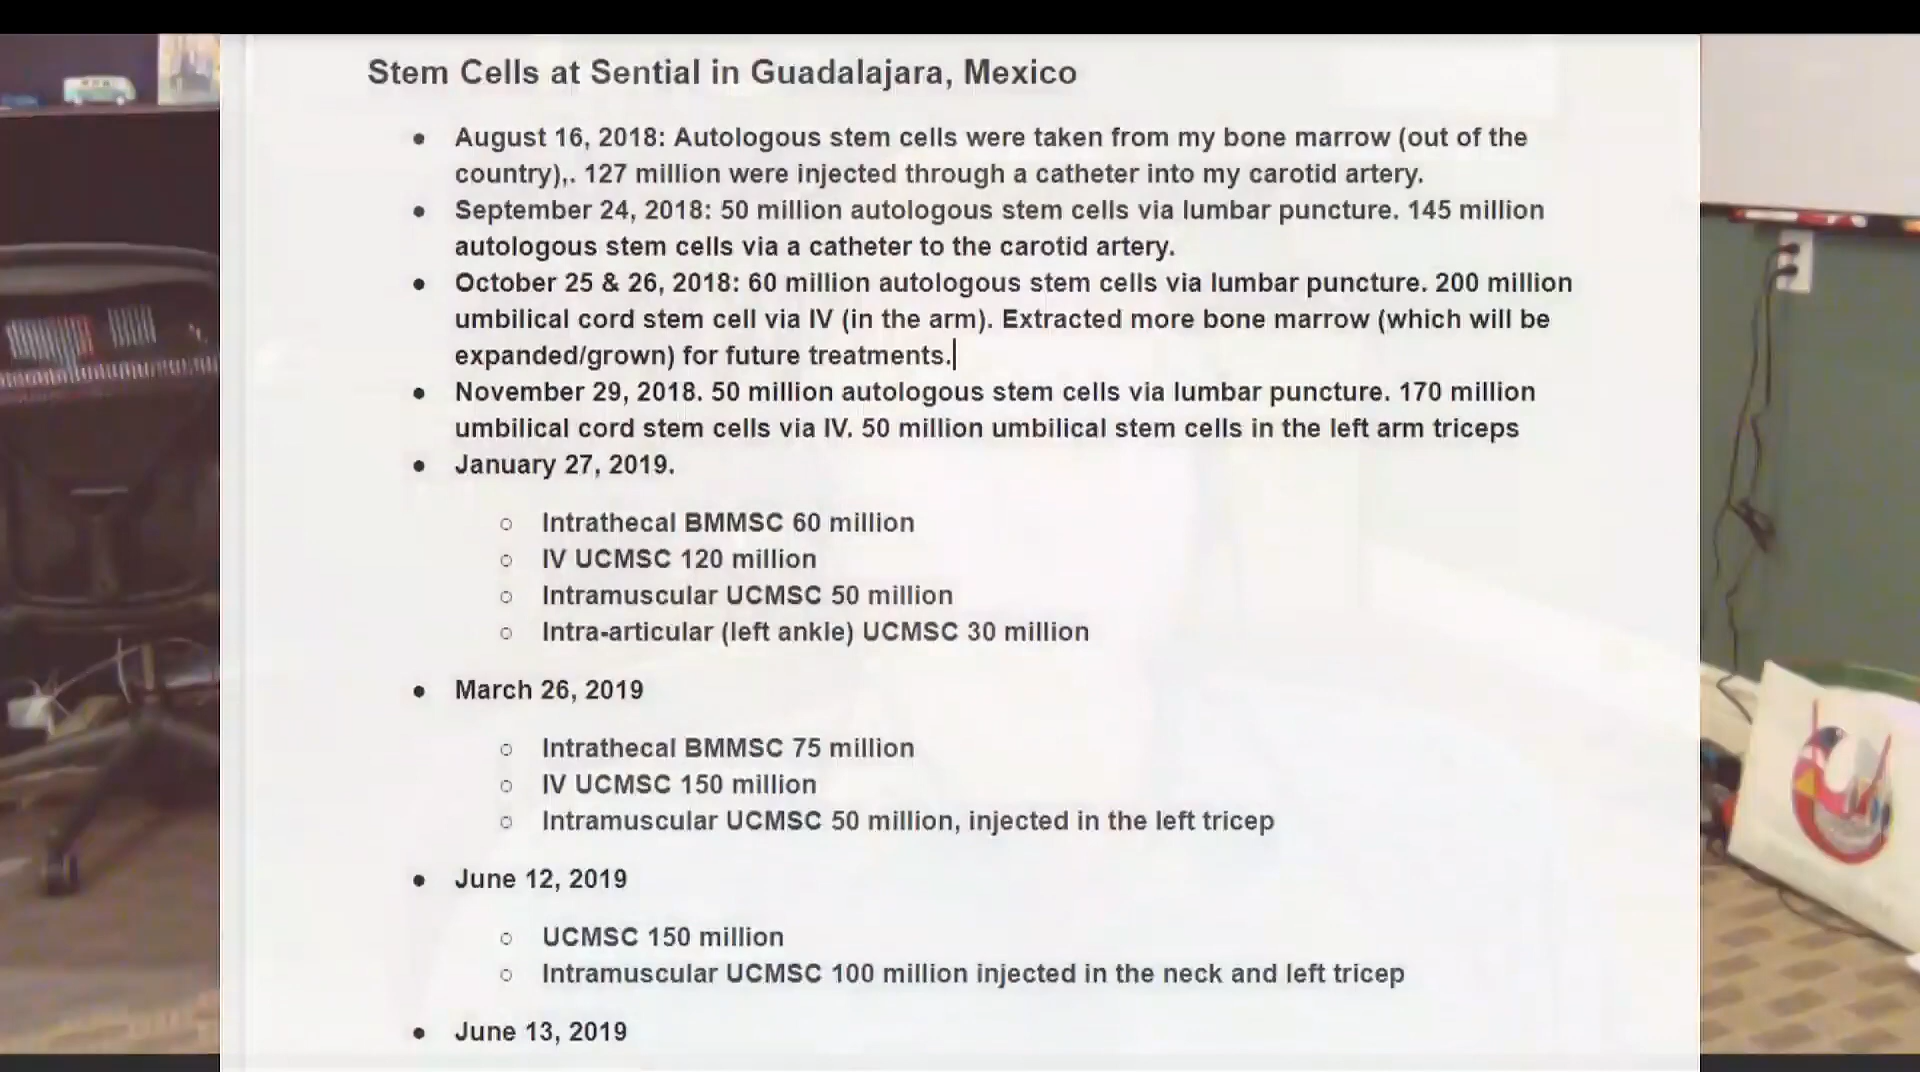 Stem Cells at Sential in Guadalajara, Mexico
● August 16, 2018: Autologous stem cells were taken from my bone marrow (out of the
country),. 127 million were injected through a catheter into my carotid artery.
● September 24, 2018: 50 million autologous stem cells via lumbar puncture. 145 million
autologous stem cells via a catheter to the carotid artery.
● October 25 & 26, 2018: 60 million autologous stem cells via lumbar puncture. 200 million
umbilical cord stem cell via IV (in the arm). Extracted more bone marrow (which will be
expanded/grown) for future treatments.
● November 29, 2018. 50 million autologous stem cells via lumbar puncture. 170 million
umbilical cord stem cells via IV. 50 million umbilical stem cells in the left arm triceps
● January 27, 2019.
○ Intrathecal BMMSC 60 million
○ IV UCMSC 120 million
○ Intramuscular UCMSC 50 million
○ Intra-articular (left ankle) UCMSC 30 million
● March 26, 2019
○ Intrathecal BMMSC 75 million
○ IV UCMSC 150 million
○ Intramuscular UCMSC 50 million, injected in the left tricep
● June 12, 2019
○ UCMSC 150 million
○ Intramuscular UCMSC 100 million injected in the neck and left tricep
● June 13, 2019